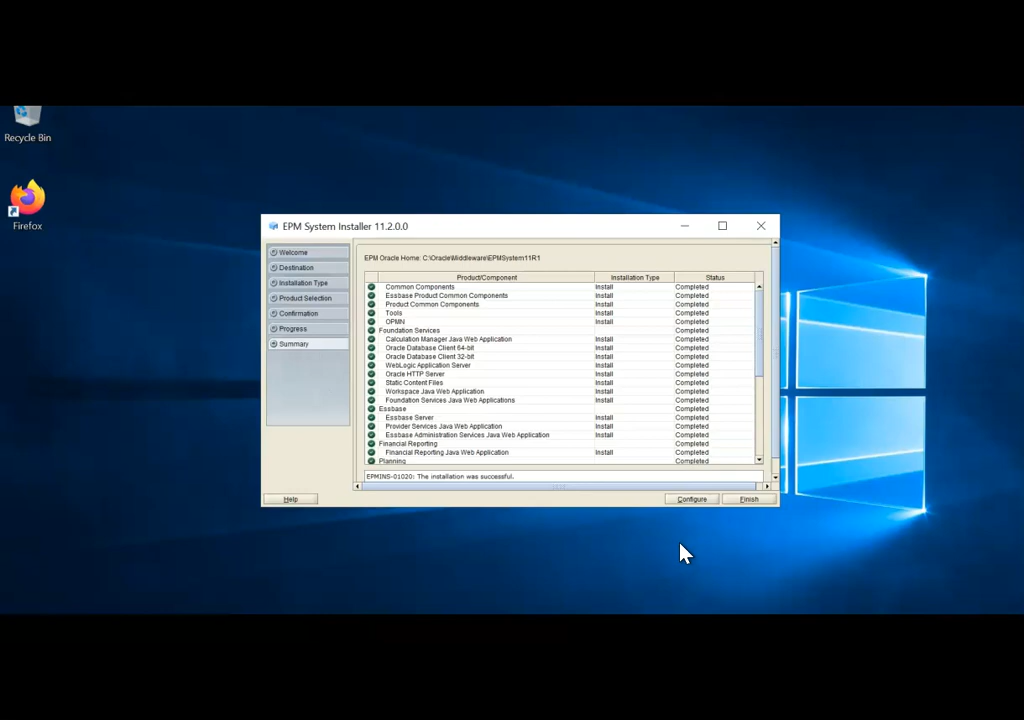 Recycle Bin
Firefox
EPM System Installer 11.2.0.0
Welcome
Destination
Installation Type
Product Selection
Confirmation
Progress
Summary
EPM Oracle Home: C:\Oracle\Middleware\EPMSystem11R1
Product/Component Installation Type Status
Common Components Install Completed
Essbase Product Common Components Install Completed
Product Common Components Install Completed
Tools Install Completed
OPMN Install Completed
Foundation Services Completed
Calculation Manager Java Web Application Install Completed
Oracle Database Client 64-bit Install Completed
Oracle Database Client 32-bit Install Completed
WebLogic Application Server Install Completed
Oracle HTTP Server Install Completed
Static Content Files Install Completed
Workspace Java Web Application Install Completed
Foundation Services Java Web Applications Install Completed
Essbase Completed
Essbase Server Install Completed
Provider Services Java Web Application Install Completed
Essbase Administration Services Java Web Application Install Completed
Financial Reporting Completed
Financial Reporting Java Web Application Install Completed
Planning Completed
EPMINS-01020: The installation was successful.
Help Configure Finish